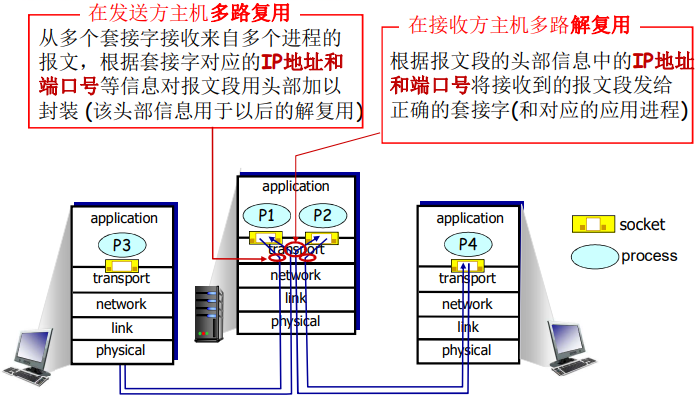 在发送方主机多路复用
从多个套接字接收来自多个进程的
报文，根据套接字对应的IP地址和
端口号等信息对报文段用头部加以
封装 (该头部信息用于以后的解复用)
在接收方主机多路解复用
根据报文段的头部信息中的IP地址
和端口号将接收到的报文段发给
正确的套接字(和对应的应用进程)
application
P3
transport
network
link
physical
application
P1
P2
transport
network
link
physical
application
P4
transport
network
link
physical
socket
process